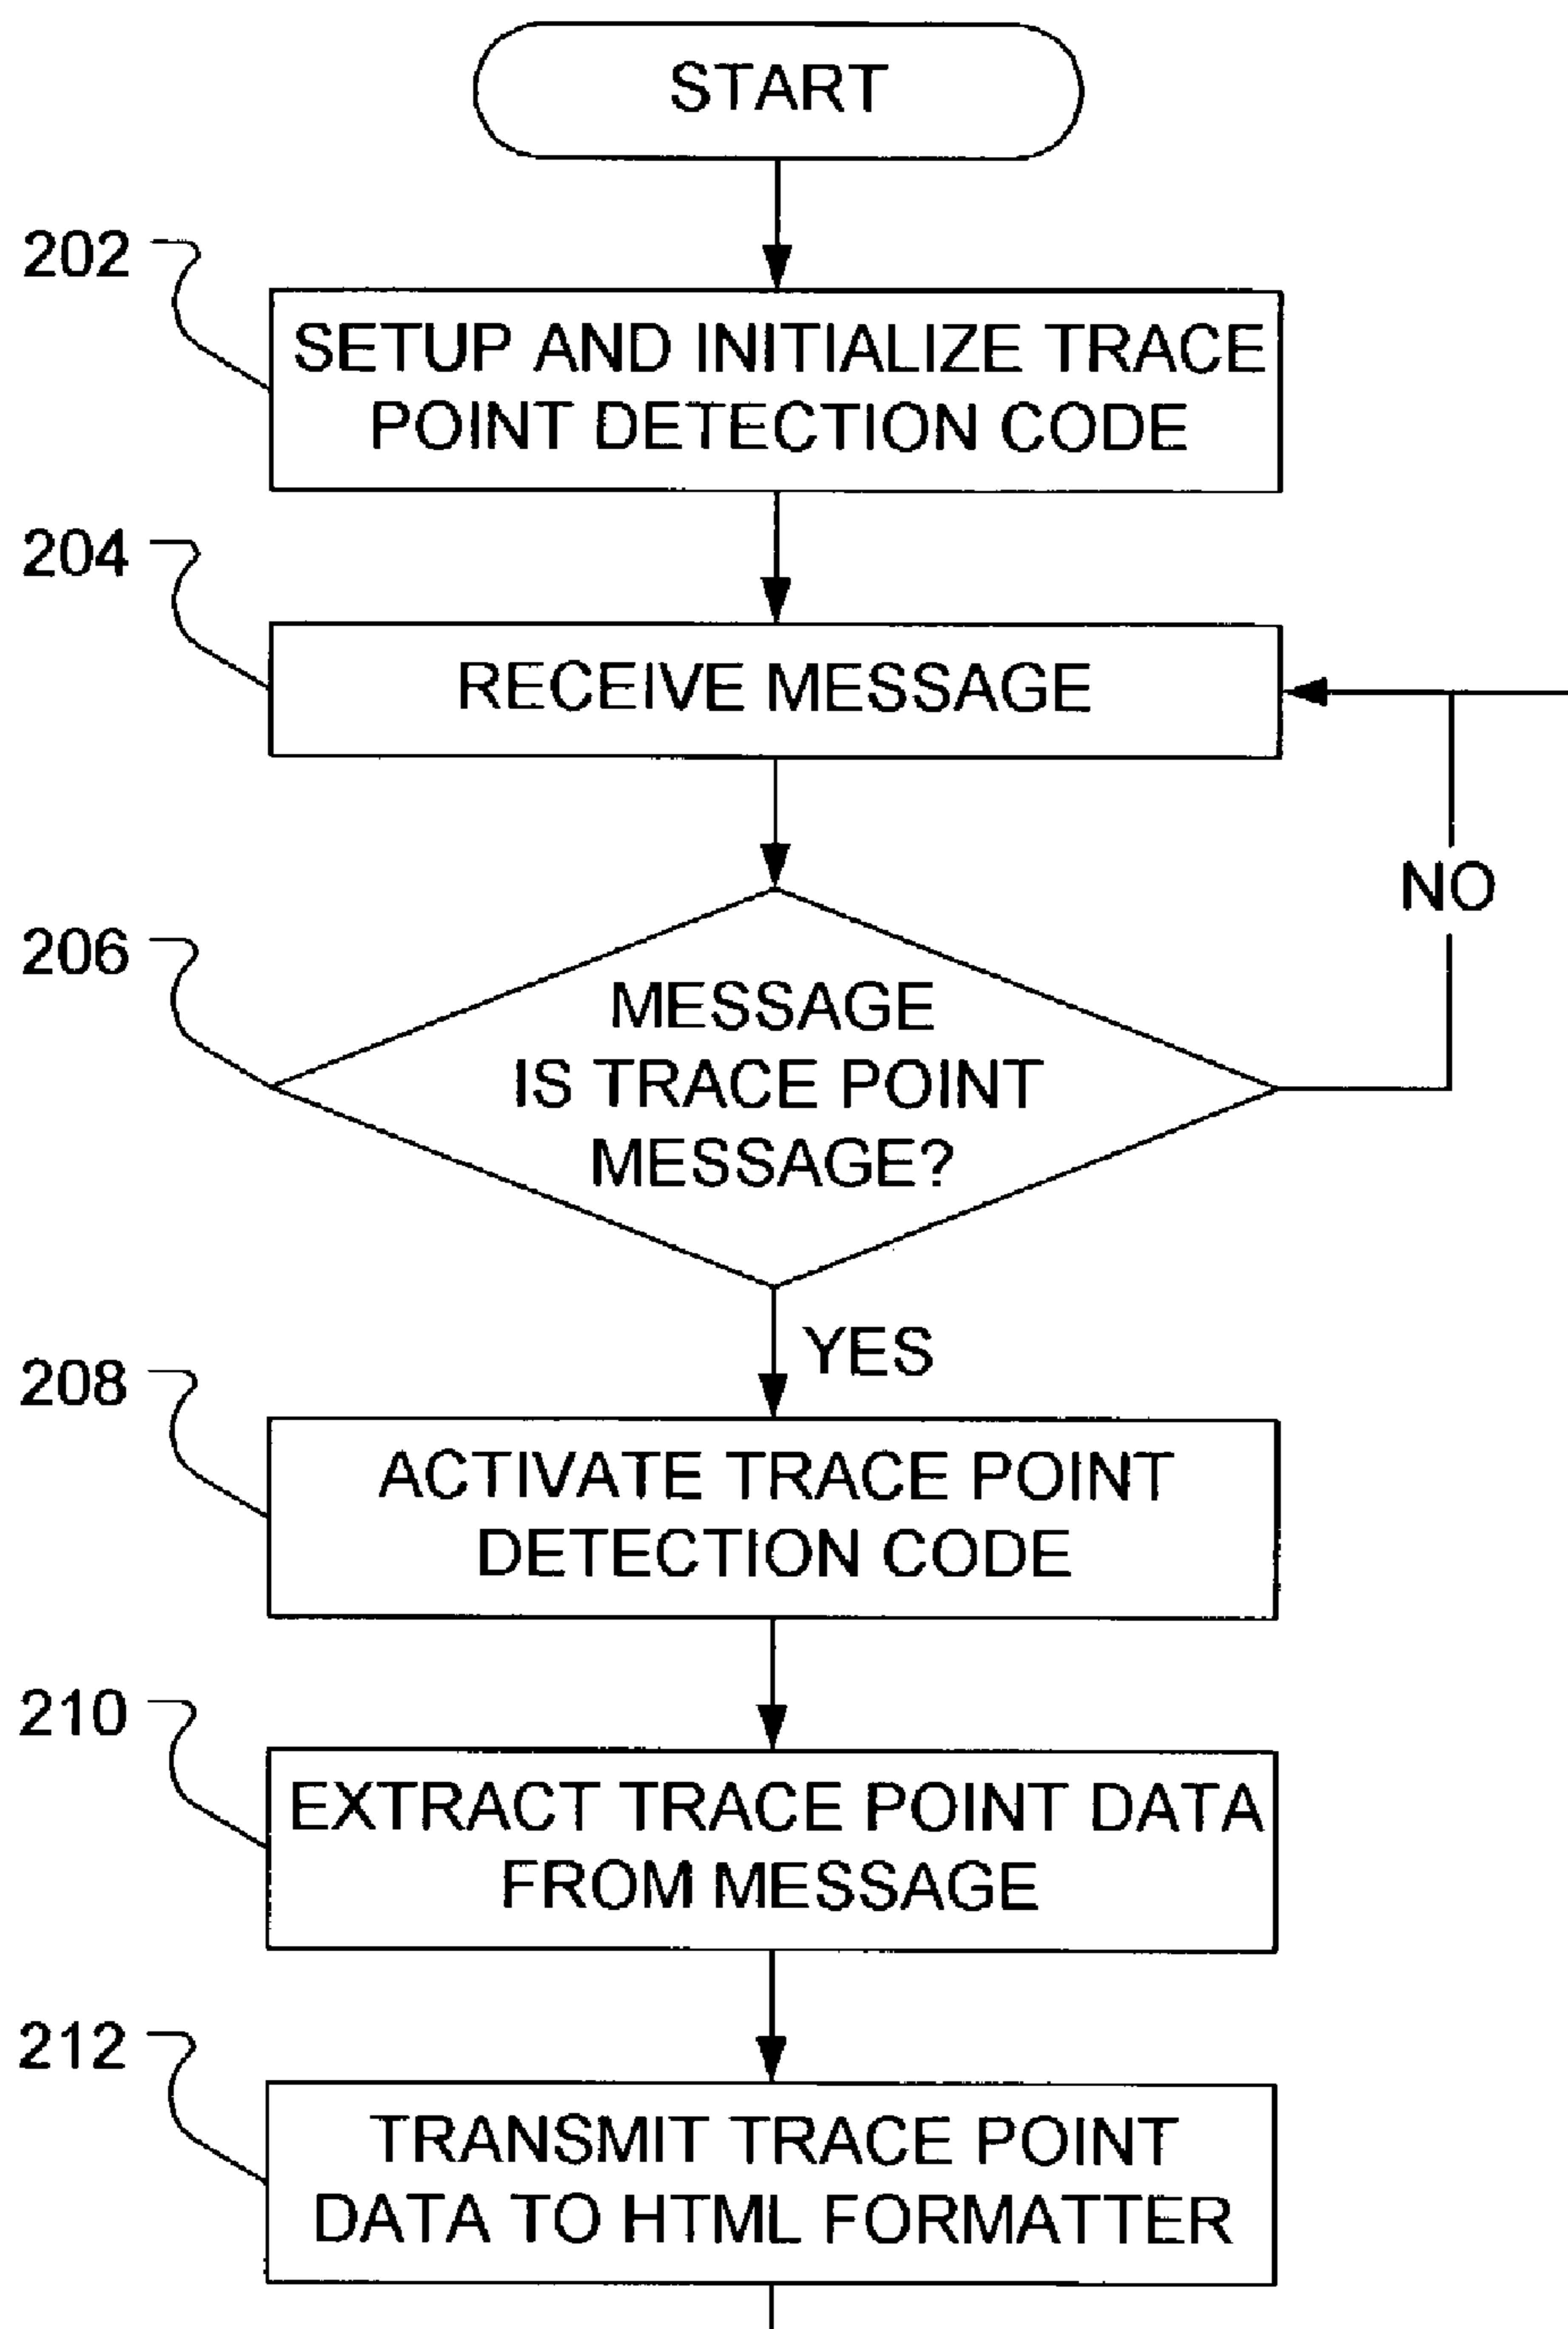 START
202
SETUP AND INITIALIZE TRACE
POINT DETECTION CODE
204
RECEIVE MESSAGE
NO
206
MESSAGE
IS TRACE POINT
MESSAGE?
YES
208
ACTIVATE TRACE POINT
DETECTION CODE
210
EXTRACT TRACE POINT DATA
FROM MESSAGE
212
TRANSMIT TRACE POINT
DATA TO HTML FORMATTER